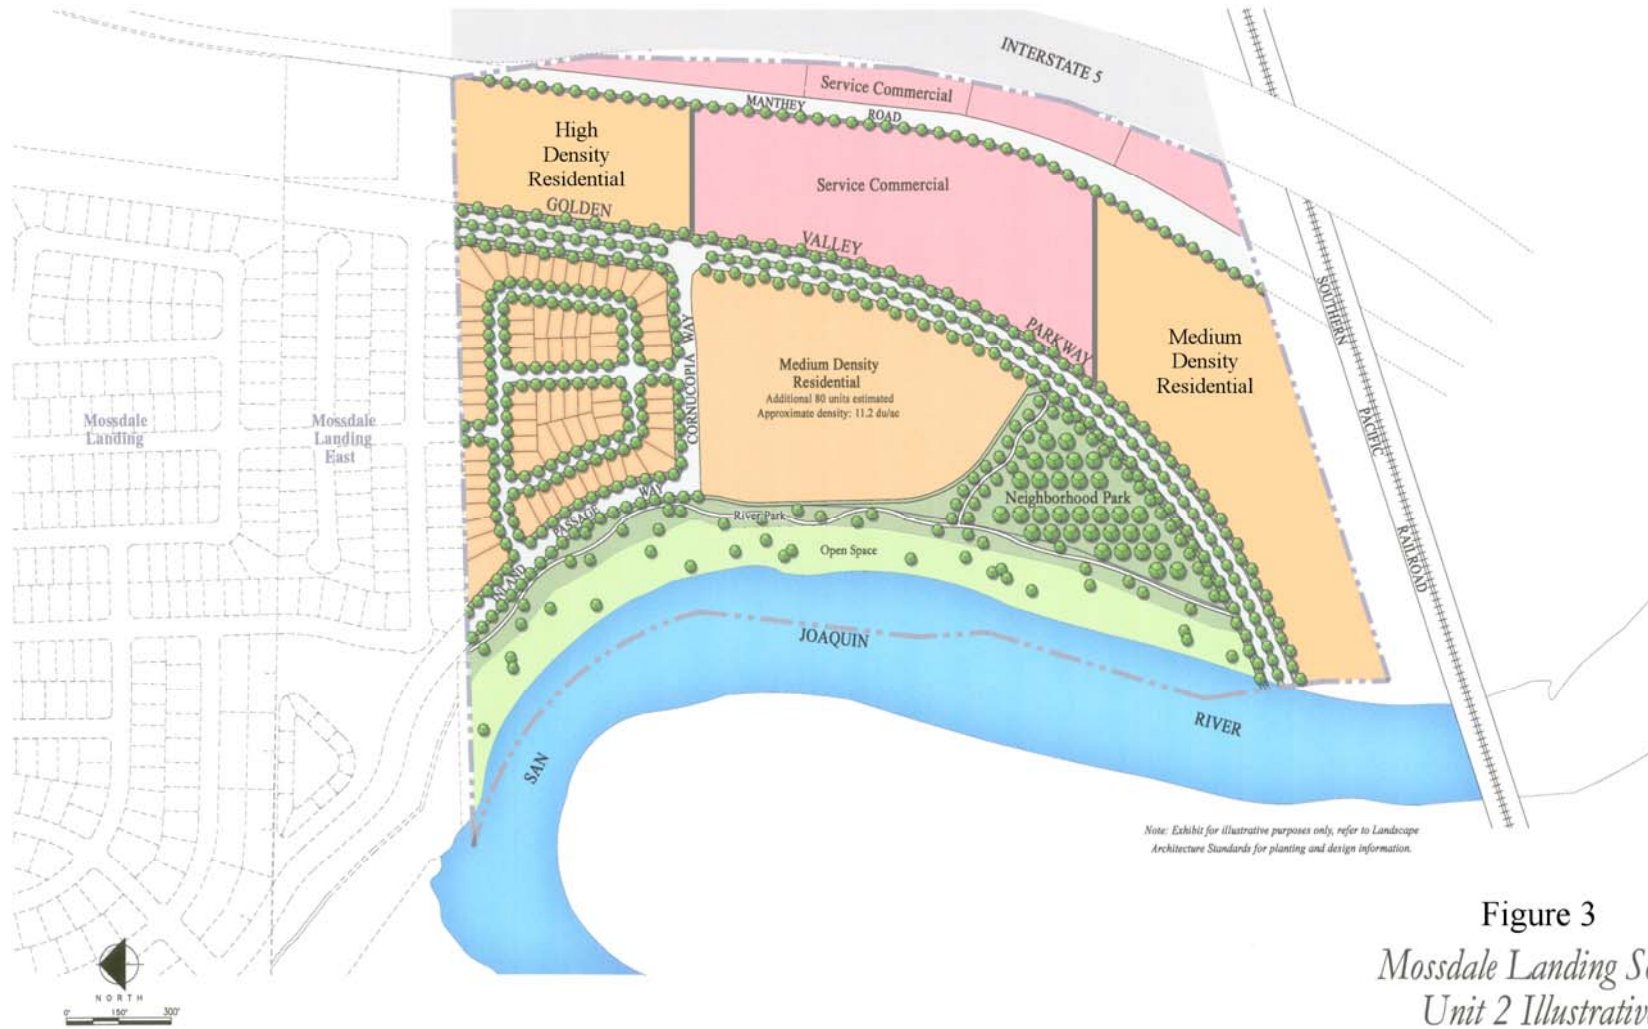 INTERSTATE 5
Service Commercial
MANTHEY
ROAD
High
Density
Residential
Service Commercial
GOLDEN
VALLEY
PARKWAY
SOUTHERN
PACIFIC
RAILROAD
Medium
Density
Residential
CORNUCOPIA WAY
Medium Density
Residential
Additional 80 units estimated
Approximate density: 11.2 du/ac
Mossdale
Landing
Mossdale
Landing
East
Neighborhood Park
WAY
PASSAGE
River Park
Open Space
JOAQUIN
RIVER
SAN
Note: Exhibit for illustrative purposes only, refer to Landscape
Architecture Standards for planting and design information.
NORTH
0' 150' 300'
Figure 3
Mossdale Landing
Unit 2